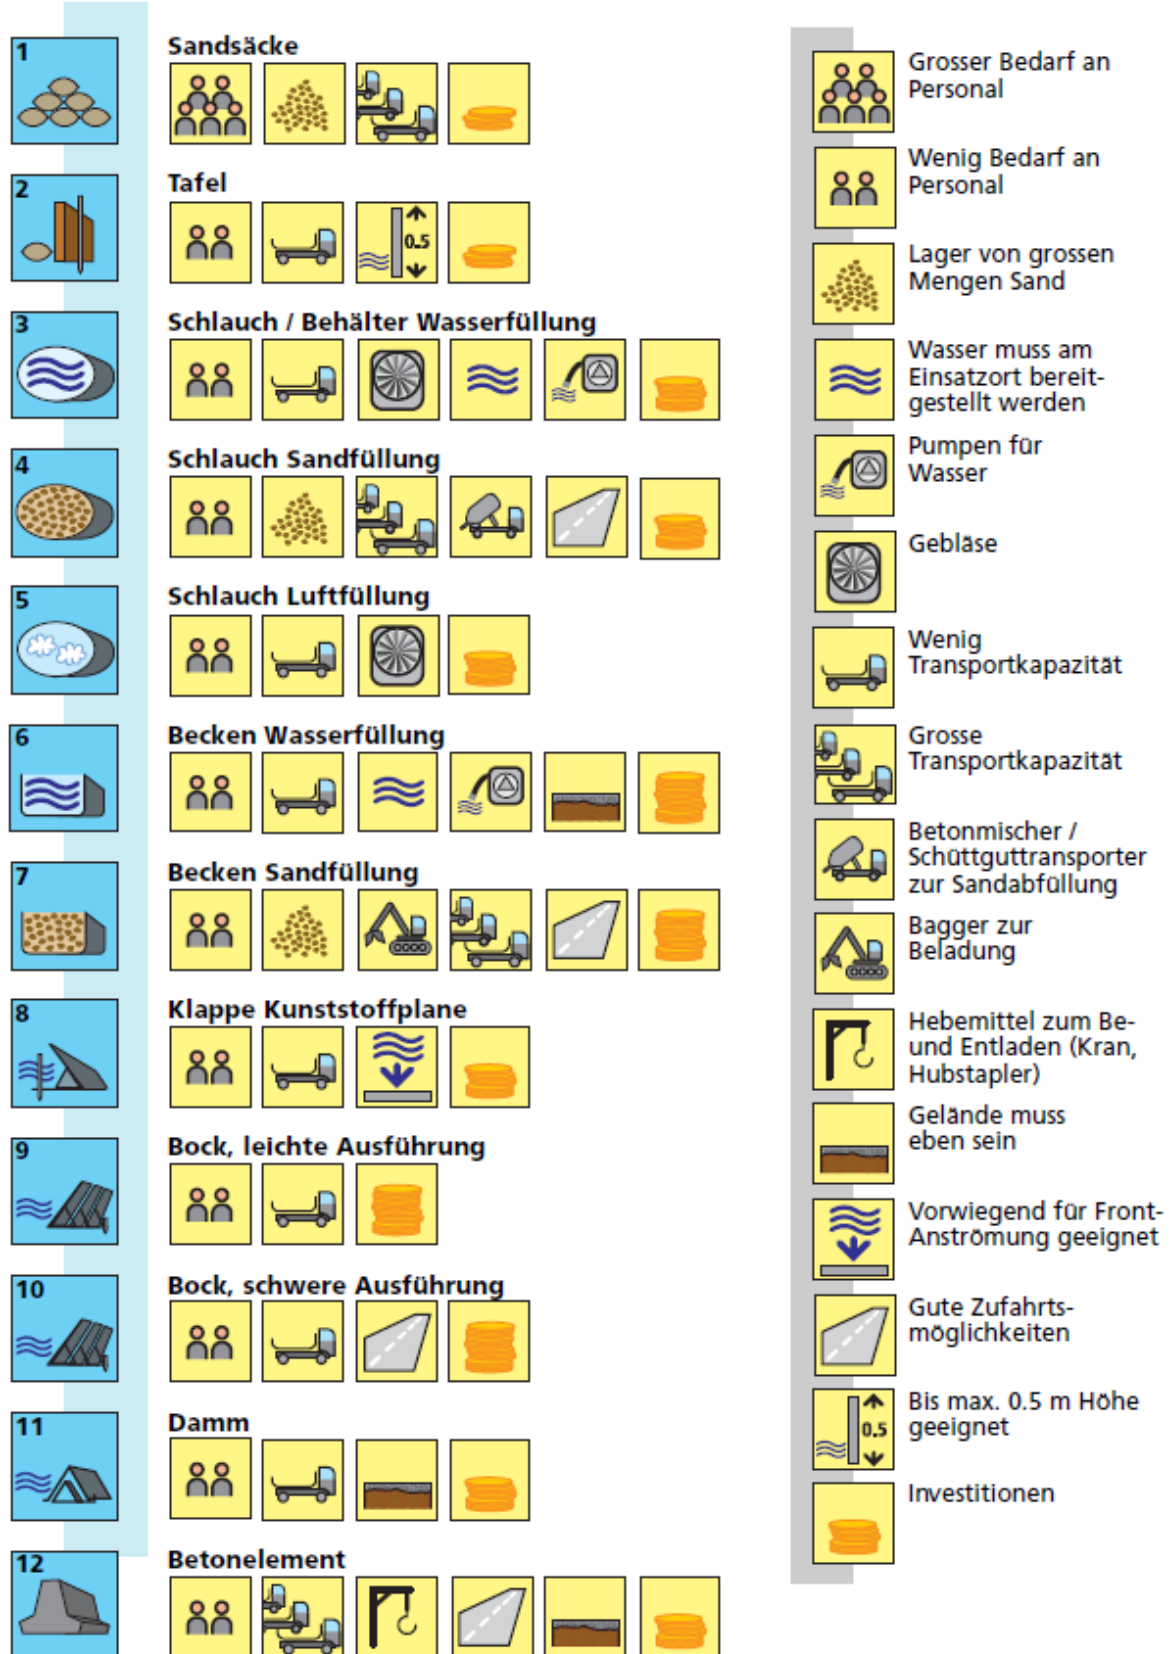 1
Sandsäcke
2
Tafel
0.5
3
Schlauch / Behälter Wasserfüllung
4
Schlauch Sandfüllung
5
Schlauch Luftfüllung
6
Becken Wasserfüllung
7
Becken Sandfüllung
8
Klappe Kunststoffplane
9
Bock, leichte Ausführung
10
Bock, schwere Ausführung
11
Damm
12
Betonelement
Grosser Bedarf an
Personal
Wenig Bedarf an
Personal
Lager von grossen
Mengen Sand
Wasser muss am
Einsatzort bereit-
gestellt werden
Pumpen für
Wasser
Gebläse
Wenig
Transportkapazität
Grosse
Transportkapazität
Betonmischer /
Schüttguttransporter
zur Sandabfüllung
Bagger zur
Beladung
Hebemittel zum Be-
und Entladen (Kran,
Hubstapler)
Gelände muss
eben sein
Vorwiegend für Front-
Anströmung geeignet
Gute Zufahrts-
möglichkeiten
0.5
Bis max. 0.5 m Höhe
geeignet
Investitionen